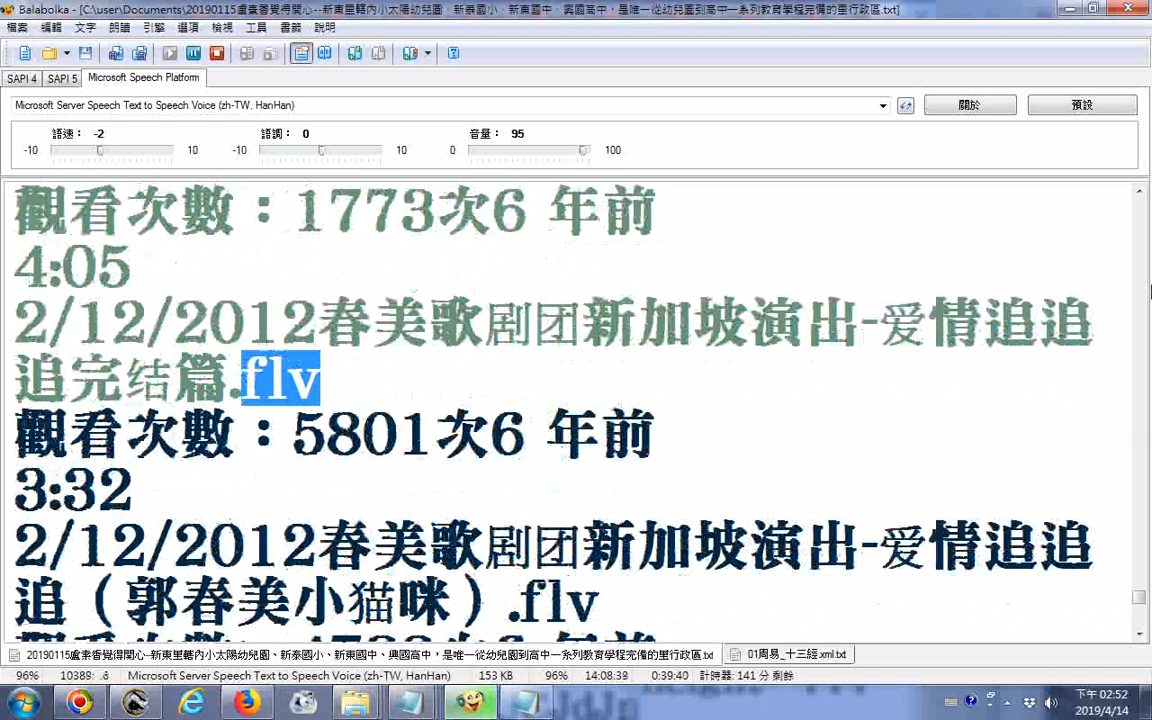 Balabolka - [C:\user\Documents\20190115盧素香覺得開心--新東里轄內小太陽幼兒園、新泰國小、新東國中、興國高中，是唯一從幼兒園到高中一系列教育學程完備的里行政區.txt]
檔案 編輯 文字 朗讀 引擎 選項 檢視 工具 書籤 說明
SAPI 4 SAPI 5 Microsoft Speech Platform
Microsoft Server Speech Text to Speech Voice (zh-TW, HanHan) 關於 預設
語速： -2 語調： 0 音量： 95
-10 10 -10 10 0 100
觀看次數：1773次6 年前
4:05
2/12/2012春美歌剧团新加坡演出-爱情追追
追完结篇.flv
觀看次數：5801次6 年前
3:32
2/12/2012春美歌剧团新加坡演出-爱情追追
追（郭春美小猫咪）.flv
20190115盧素香覺得開心--新東里轄內小太陽幼兒園、新泰國小、新東國中、興國高中，是唯一從幼兒園到高中一系列教育學程完備的里行政區.txt 01周易_十三經.xml.txt
96% Microsoft Server Speech Text to Speech Voice (zh-TW, HanHan) 153 KB 96% 14:08:38 0:39:40 計時器: 141 分 剩餘
下午 02:52
2019/4/14